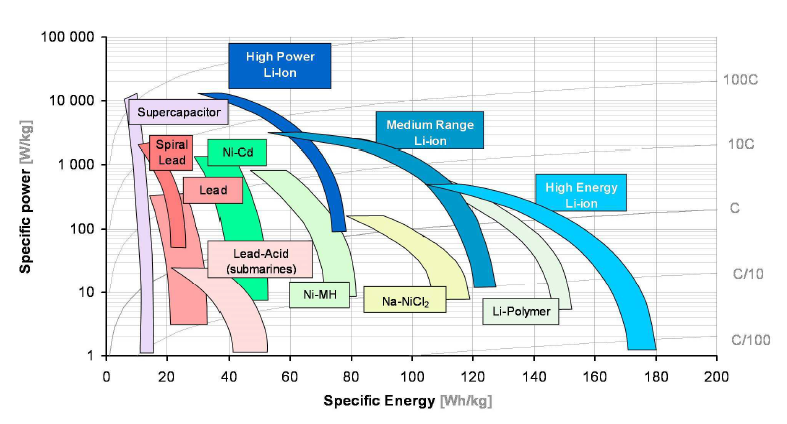 100 000
10 000
1 000
100
10
1
Specific power [W/kg]
High Power
Li-Ion
Supercapacitor
Spiral
Lead
Ni-Cd
Lead
Medium Range
Li-ion
High Energy
Li-ion
Lead-Acid
(submarines)
Ni-MH
Na-NiCl₂
Li-Polymer
100C
10C
C
C/10
C/100
0
20
40
60
80
100
120
140
160
180
200
Specific Energy [Wh/kg]